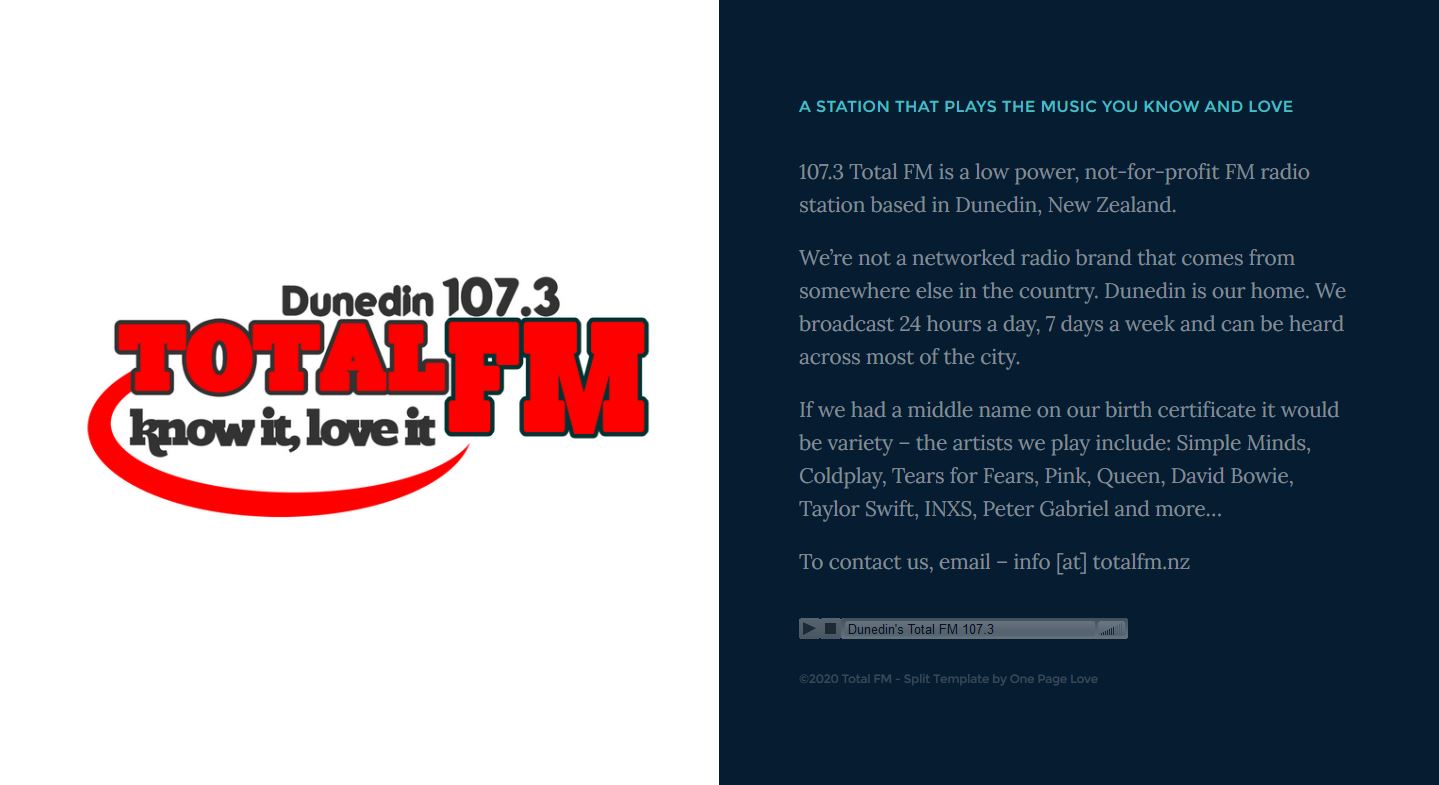 Dunedin 107.3
TOTAL FM
know it, love it
A STATION THAT PLAYS THE MUSIC YOU KNOW AND LOVE
107.3 Total FM is a low power, not-for-profit FM radio
station based in Dunedin, New Zealand.
We’re not a networked radio brand that comes from
somewhere else in the country. Dunedin is our home. We
broadcast 24 hours a day, 7 days a week and can be heard
across most of the city.
If we had a middle name on our birth certificate it would
be variety – the artists we play include: Simple Minds,
Coldplay, Tears for Fears, Pink, Queen, David Bowie,
Taylor Swift, INXS, Peter Gabriel and more…
To contact us, email – info [at] totalfm.nz
Dunedin's Total FM 107.3
©2020 Total FM - Split Template by One Page Love